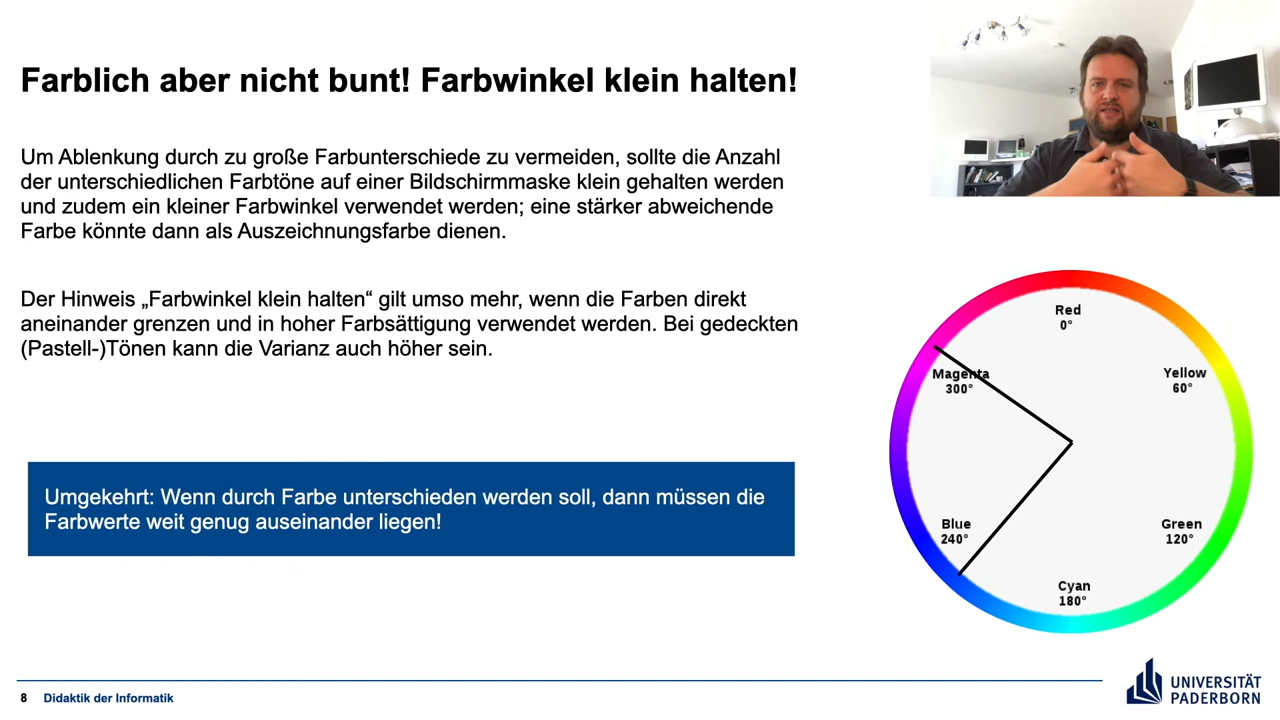 Farblich aber nicht bunt! Farbwinkel klein halten!
Um Ablenkung durch zu große Farbunterschiede zu vermeiden, sollte die Anzahl
der unterschiedlichen Farbtöne auf einer Bildschirmmaske klein gehalten werden
und zudem ein kleiner Farbwinkel verwendet werden; eine stärker abweichende
Farbe könnte dann als Auszeichnungsfarbe dienen.
Der Hinweis „Farbwinkel klein halten“ gilt umso mehr, wenn die Farben direkt
aneinander grenzen und in hoher Farbsättigung verwendet werden. Bei gedeckten
(Pastell-)Tönen kann die Varianz auch höher sein.
Umgekehrt: Wenn durch Farbe unterschieden werden soll, dann müssen die
Farbwerte weit genug auseinander liegen!
Red
0°
Magenta
300°
Yellow
60°
Blue
240°
Green
120°
Cyan
180°
8 Didaktik der Informatik
UNIVERSITÄT
PADERBORN